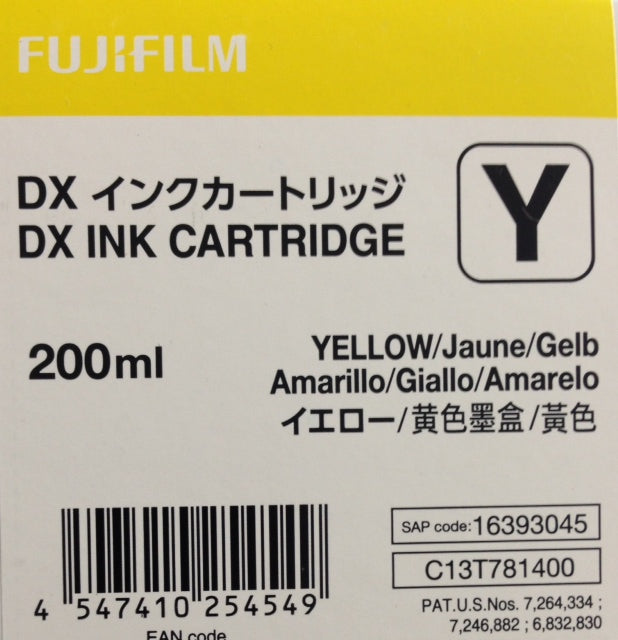 FUJIFILM
DX インクカートリッジ
DX INK CARTRIDGE
Y
200ml
YELLOW/Jaune/Gelb
Amarillo/Giallo/Amarelo
イエロー/黄色墨盒/黃色
SAP code:16393045
C13T781400
4 547410 254549
EAN code
PAT.U.S.Nos. 7,264,334 ;
7,246,882 ; 6,832,830